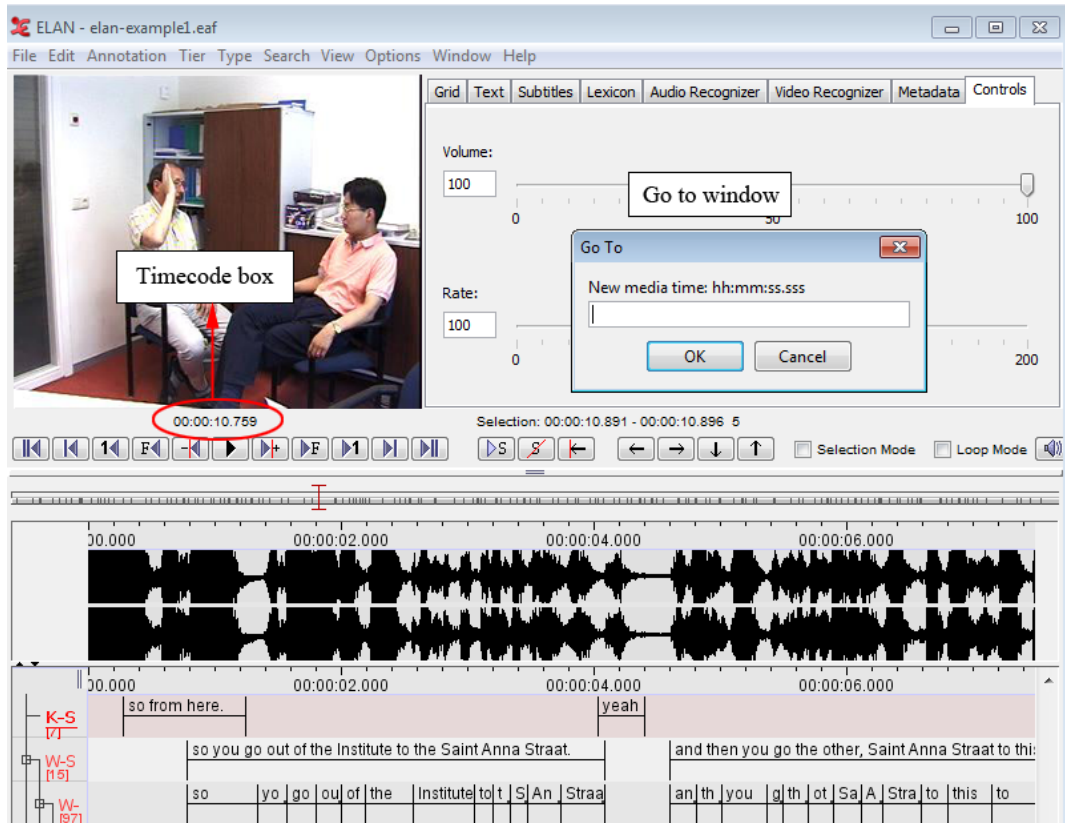 ELAN - elan-example1.eaf
File Edit Annotation Tier Type Search View Options Window Help
Grid Text Subtitles Lexicon Audio Recognizer Video Recognizer Metadata Controls
Volume:
100
Go to window
0 50 100
Go To
Timecode box
New media time: hh:mm:ss.sss
Rate:
100
OK Cancel
0 200
00:00:10.759 Selection: 00:00:10.891 - 00:00:10.896 5
1 F + F 1 S S Selection Mode Loop Mode
00.000 00:00:02.000 00:00:04.000 00:00:06.000
00.000 00:00:02.000 00:00:04.000 00:00:06.000
K-S so from here. yeah
[7]
W-S so you go out of the Institute to the Saint Anna Straat. and then you go the other, Saint Anna Straat to this
[15]
W- so yo go ou of the Institute to t S An Straa an th you g th ot Sa A Stra to this to
[97]